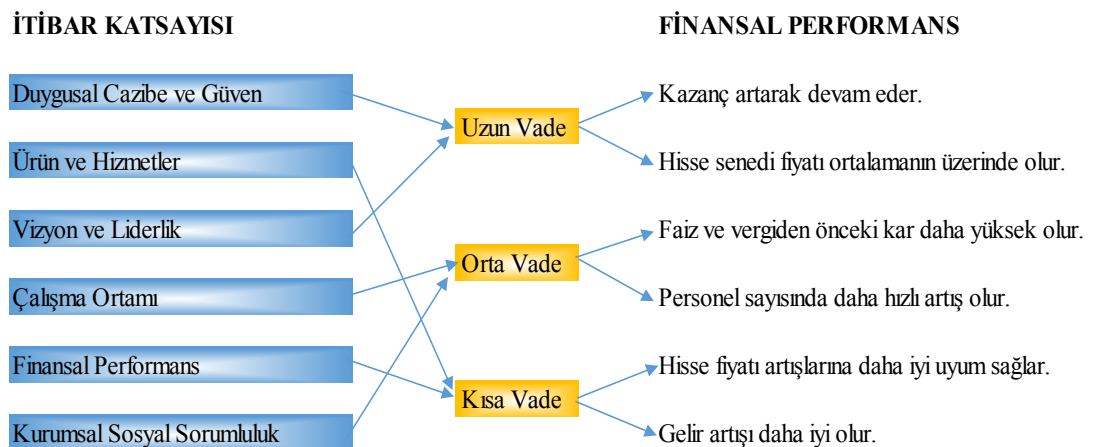 İTİBAR KATSAYISI
FİNANSAL PERFORMANS
Duygusal Cazibe ve Güven
Ürün ve Hizmetler
Vizyon ve Liderlik
Çalışma Ortamı
Finansal Performans
Kurumsal Sosyal Sorumluluk
Uzun Vade
Orta Vade
Kısa Vade
Kazanç artarak devam eder.
Hisse senedi fiyatı ortalamanın üzerinde olur.
Faiz ve vergiden önceki kar daha yüksek olur.
Personel sayısında daha hızlı artış olur.
Hisse fiyatı artışlarına daha iyi uyum sağlar.
Gelir artışı daha iyi olur.